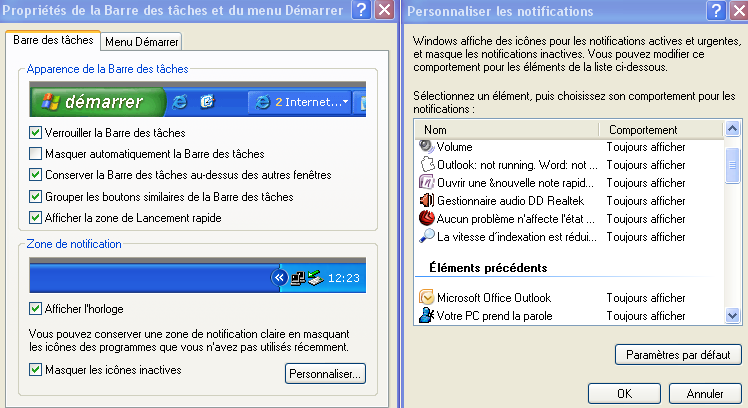 Propriétés de la Barre des tâches et du menu Démarrer
Barre des tâches
Menu Démarrer
Apparence de la Barre des tâches
démarrer
2 Internet...
Verrouiller la Barre des tâches
Masquer automatiquement la Barre des tâches
Conserver la Barre des tâches au-dessus des autres fenêtres
Grouper les boutons similaires de la Barre des tâches
Afficher la zone de Lancement rapide
Zone de notification
12:23
Afficher l'horloge
Vous pouvez conserver une zone de notification claire en masquant
les icônes des programmes que vous n'avez pas utilisés récemment.
Masquer les icônes inactives
Personnaliser...
Personnaliser les notifications
Windows affiche des icônes pour les notifications actives et urgentes,
et masque les notifications inactives. Vous pouvez modifier ce
comportement pour les éléments de la liste ci-dessous.
Sélectionnez un élément, puis choisissez son comportement pour les
notifications :
Nom Comportement
Volume Toujours afficher
Outlook: not running. Word: not ... Toujours afficher
Ouvrir une &nouvelle note rapid... Toujours afficher
Gestionnaire audio DD Realtek Toujours afficher
Aucun problème n'affecte l'état ... Toujours afficher
La vitesse d'indexation est rédui... Toujours afficher
Éléments précédents
Microsoft Office Outlook Toujours afficher
Votre PC prend la parole Toujours afficher
Paramètres par défaut
OK
Annuler